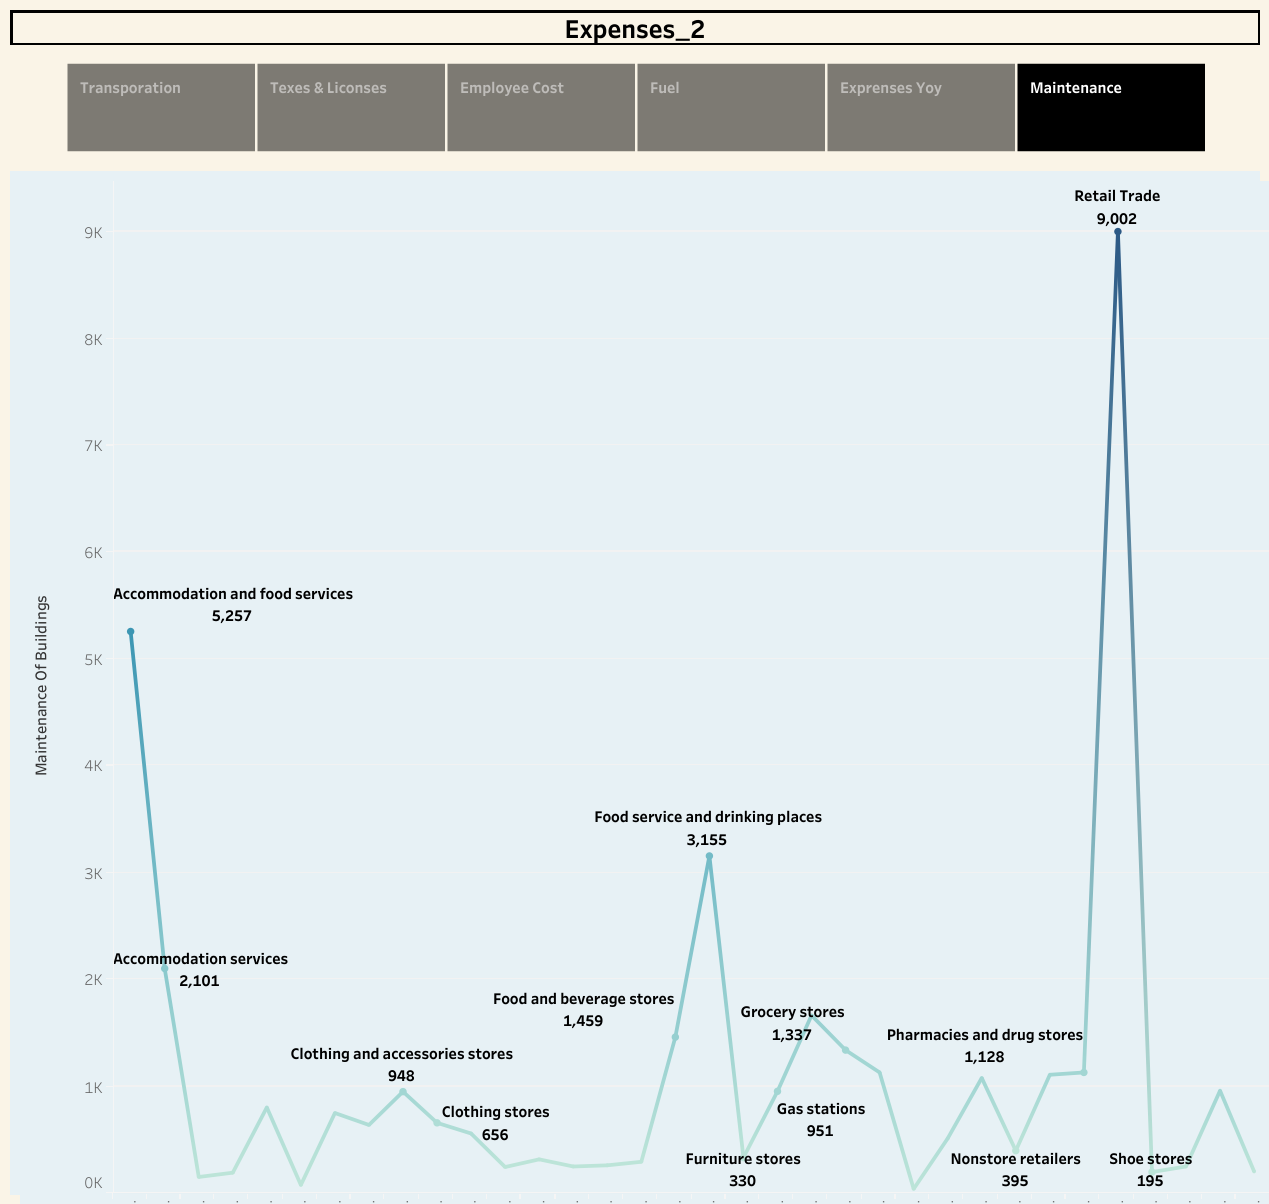 Expenses_2
Transporation
Texes & Liconses
Employee Cost
Fuel
Exprenses Yoy
Maintenance
Retail Trade
9,002
9K
8K
7K
6K
Accommodation and food services
5,257
5K
Maintenance Of Buildings
4K
Food service and drinking places
3,155
3K
Accommodation services
2,101
2K
Food and beverage stores
1,459
Grocery stores
1,337
Pharmacies and drug stores
1,128
Clothing and accessories stores
948
1K
Clothing stores
656
Gas stations
951
Furniture stores
330
Nonstore retailers
395
Shoe stores
195
0K